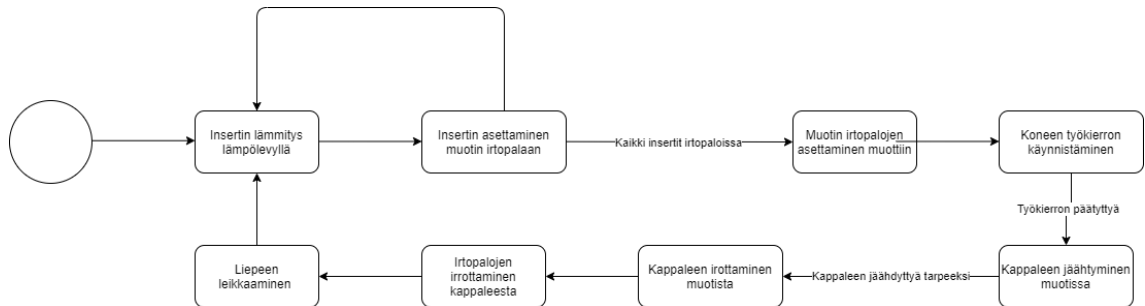 Insertin lämmitys
lämpölevyllä
Insertin asettaminen
muotin irtopalaan
Kaikki insertit irtopaloissa
Muotin irtopalojen
asettaminen muottiin
Koneen työkierron
käynnistäminen
Työkierron päätyttyä
Kappaleen jäähtyminen
muotissa
Kappaleen jäähdyttyä tarpeeksi
Kappaleen irottaminen
muotista
Irtopalojen
irrottaminen
kappaleesta
Liepeen
leikkaaminen